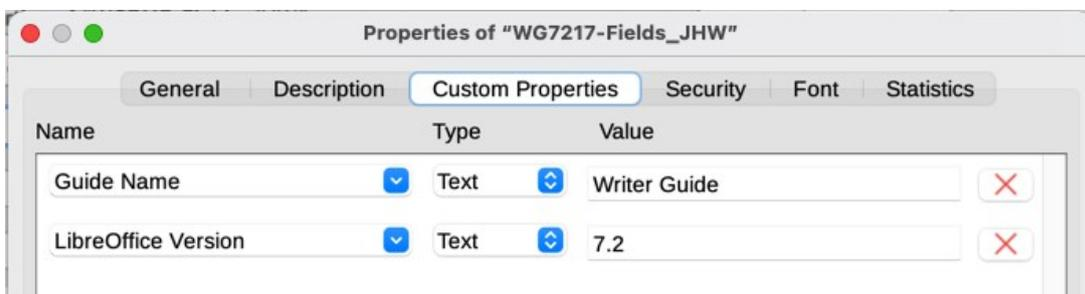 Properties of “WG7217-Fields_JHW”
General Description Custom Properties Security Font Statistics
Name Type Value
Guide Name Text Writer Guide
LibreOffice Version Text 7.2